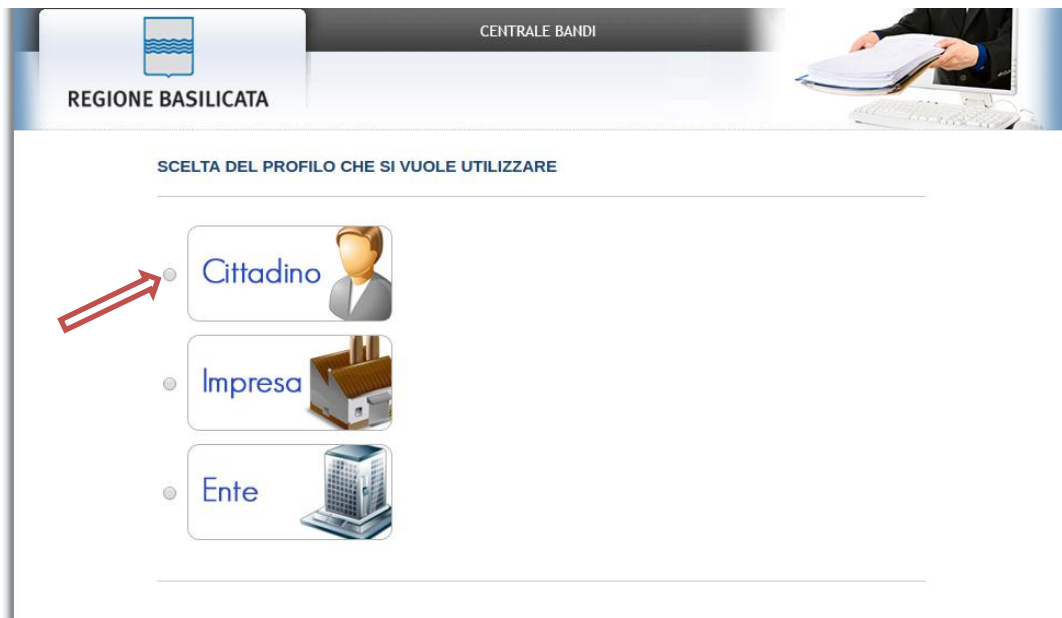 CENTRALE BANDI
REGIONE BASILICATA
SCELTA DEL PROFILO CHE SI VUOLE UTILIZZARE
Cittadino
Impresa
Ente